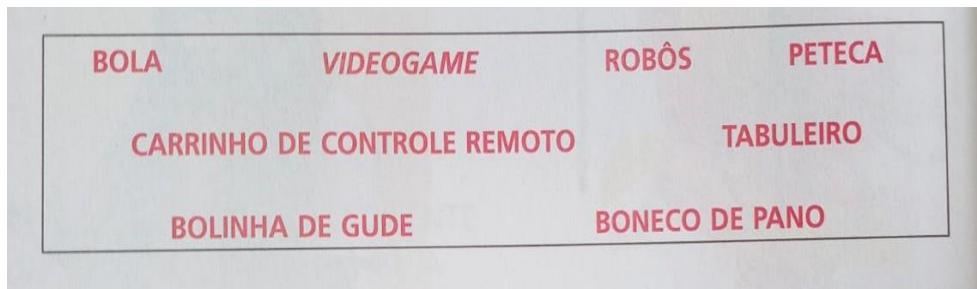 BOLA VIDEOGAME ROBÔS PETECA
CARRINHO DE CONTROLE REMOTO TABULEIRO
BOLINHA DE GUDE BONECO DE PANO